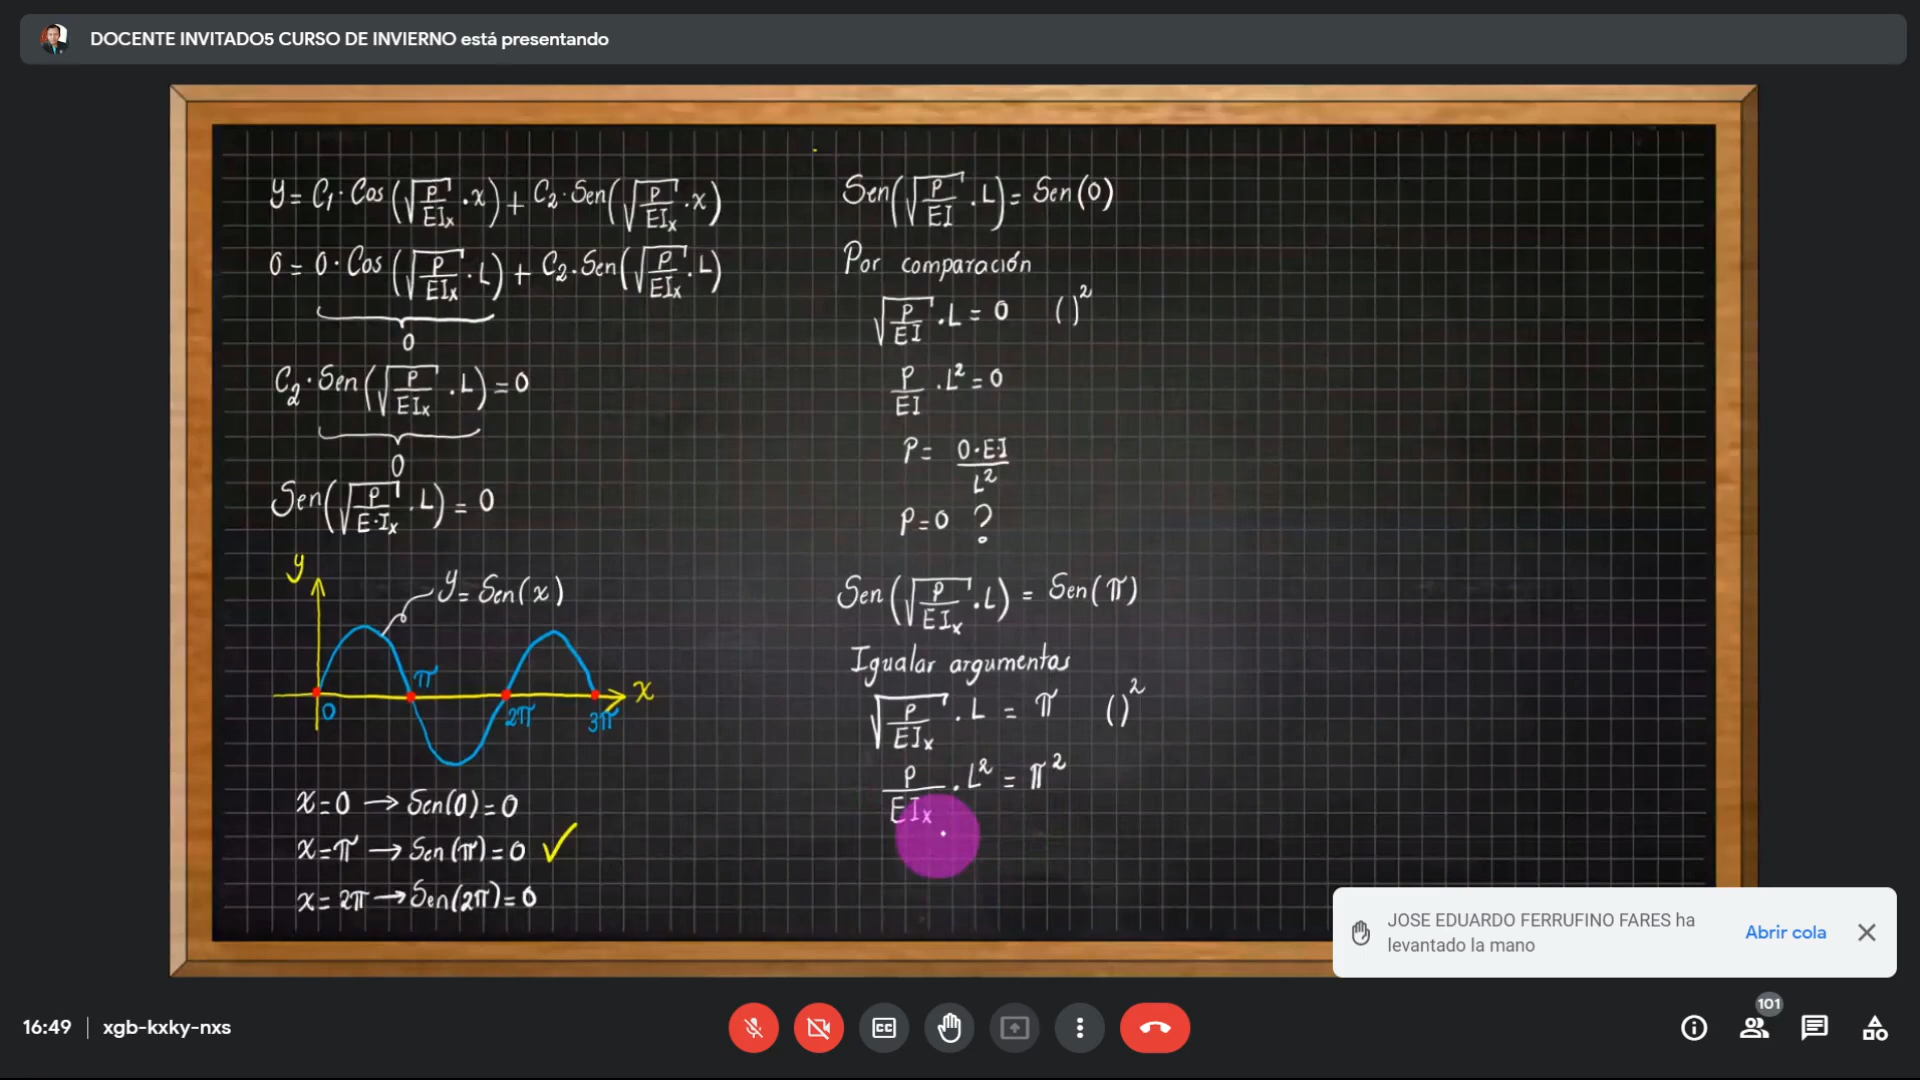 DOCENTE INVITADO5 CURSO DE INVIERNO está presentando
y = C₁ · Cos(√(P/EIₓ) · x) + C₂ · Sen(√(P/EIₓ) · x)
0 = 0 · Cos(√(P/EIₓ) · L) + C₂ · Sen(√(P/EIₓ) · L)
0
C₂ · Sen(√(P/EIₓ) · L) = 0
0
Sen(√(P/E·Iₓ) · L) = 0
y
y = Sen(x)
π
x
0
2π
3π
x=0 → Sen(0)=0
x=π → Sen(π)=0 ✓
x=2π → Sen(2π)=0
Sen(√(P/EI) · L) = Sen(0)
Por comparación
√(P/EI) · L = 0 ( )²
P/EI · L² = 0
P = 0·E·I/L²
P=0 ?
Sen(√(P/EIₓ) · L) = Sen(π)
Igualar argumentos
√(P/EIₓ) · L = π ( )²
P/EIₓ · L² = π²
JOSE EDUARDO FERRUFINO FARES ha
levantado la mano
Abrir cola
16:49 | xgb-kxky-nxs
CC
101